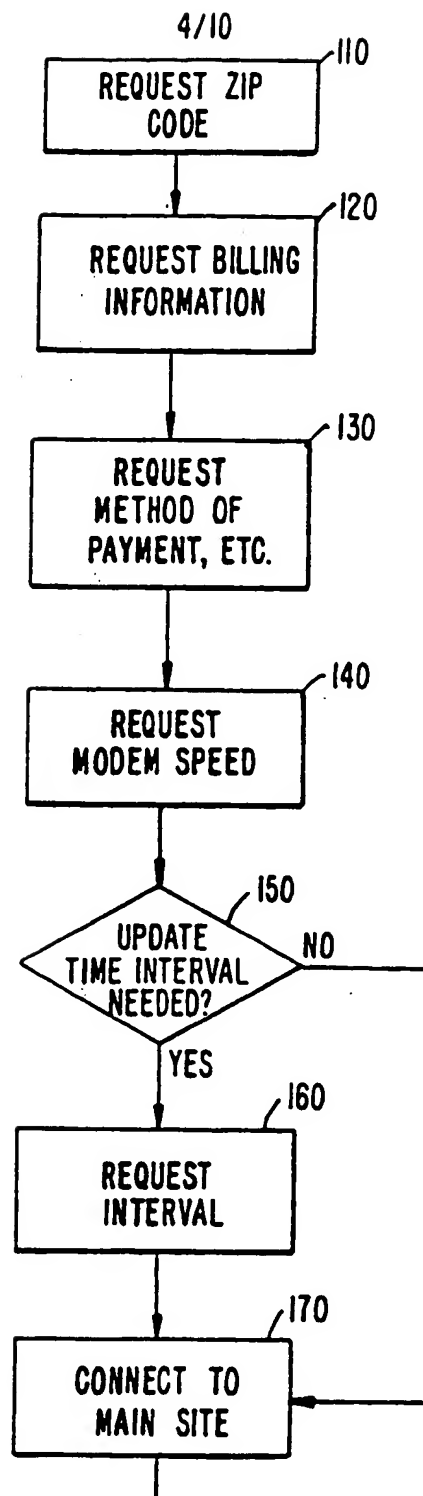 4/10
110
REQUEST ZIP
CODE
120
REQUEST BILLING
INFORMATION
130
REQUEST
METHOD OF
PAYMENT, ETC.
140
REQUEST
MODEM SPEED
150
UPDATE
TIME INTERVAL
NEEDED?
NO
YES
160
REQUEST
INTERVAL
170
CONNECT TO
MAIN SITE